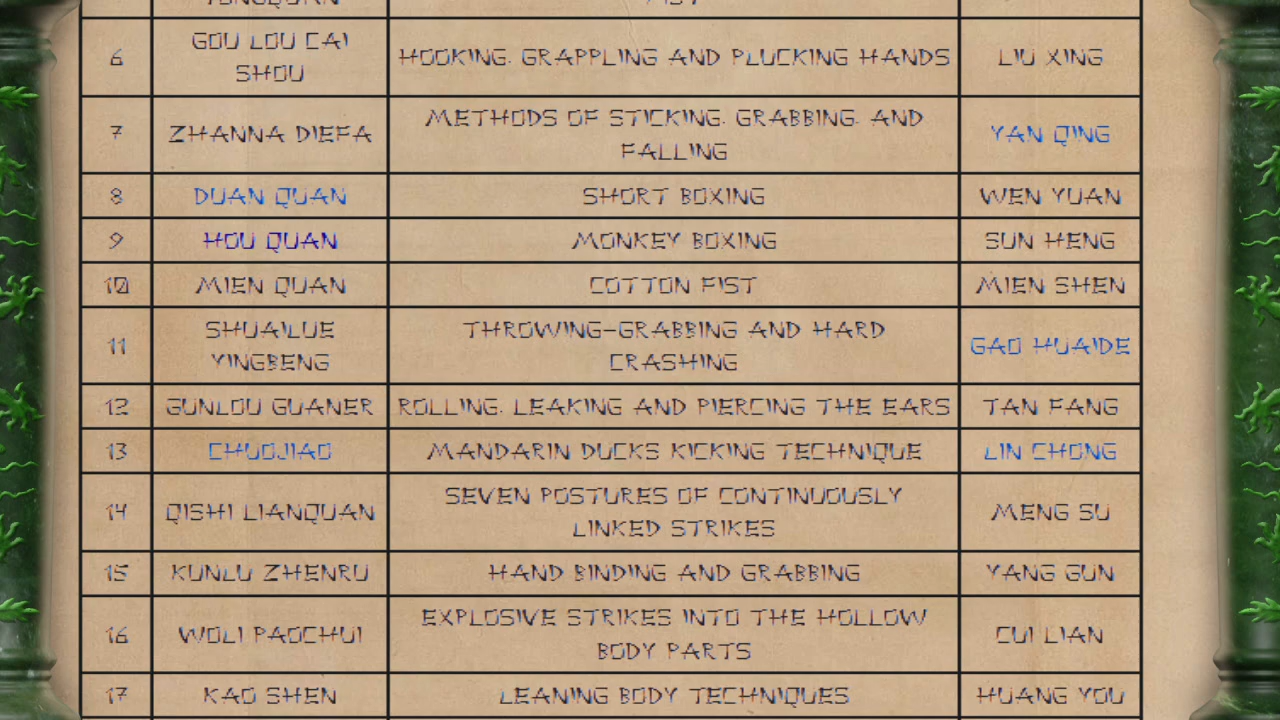 6 GOU LOU CAI SHOU HOOKING, GRAPPLING AND PLUCKING HANDS LIU XING
7 ZHANNA DIEFA METHODS OF STICKING, GRABBING, AND FALLING YAN QING
8 DUAN QUAN SHORT BOXING WEN YUAN
9 HOU QUAN MONKEY BOXING SUN HENG
10 MIEN QUAN COTTON FIST MIEN SHEN
11 SHUAILUE YINGBENG THROWING-GRABBING AND HARD CRASHING GAO HUAIDE
12 GUNLOU GUANER ROLLING, LEAKING AND PIERCING THE EARS TAN FANG
13 CHUOJIAO MANDARIN DUCKS KICKING TECHNIQUE LIN CHONG
14 QISHI LIANQUAN SEVEN POSTURES OF CONTINUOUSLY LINKED STRIKES MENG SU
15 KUNLU ZHENRU HAND BINDING AND GRABBING YANG GUN
16 WOLI PAOCHUI EXPLOSIVE STRIKES INTO THE HOLLOW BODY PARTS CUI LIAN
17 KAO SHEN LEANING BODY TECHNIQUES HUANG YOU